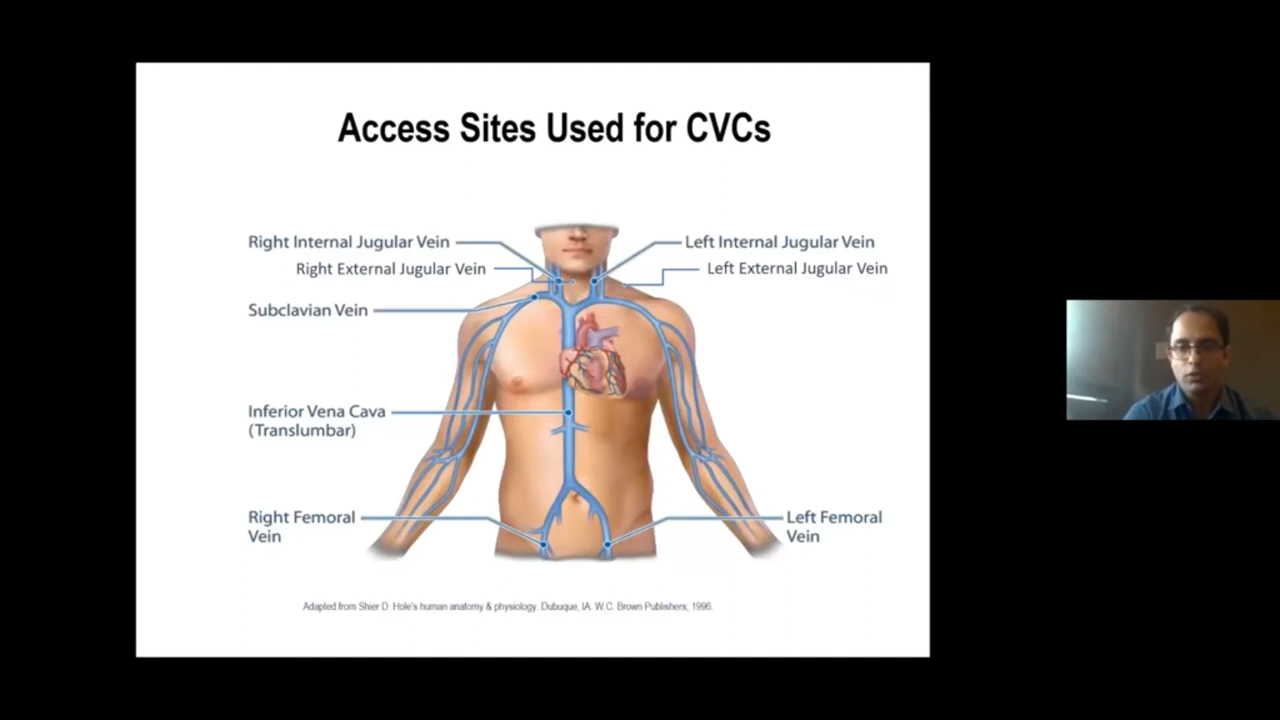 Access Sites Used for CVCs
Right Internal Jugular Vein
Left Internal Jugular Vein
Right External Jugular Vein
Left External Jugular Vein
Subclavian Vein
Inferior Vena Cava
(Translumbar)
Right Femoral
Vein
Left Femoral
Vein
Adapted from Shier D. Hole's human anatomy & physiology. Dubuque, IA. W.C. Brown Publishers, 1996.